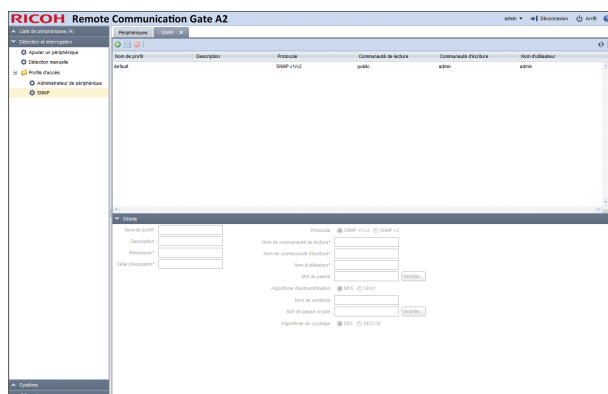 RICOH Remote Communication Gate A2
admin Déconnexion Arrêt
Liste de périphériques (4)
Périphériques SNMP
Détection et interrogation
Ajouter un périphérique
Détection manuelle
Profils d'accès
Administrateur de périphérique
SNMP
Nom de profil Description Protocole Communauté de lecture Communauté d'écriture Nom d'utilisateur
default SNMP v1/v2 public admin admin
Détails
Nom de profil* Protocole : SNMP v1/v2 SNMP v3
Description : Nom de communauté de lecture*
Réessayer* Nom de communauté d'écriture*
Délai d'expiration* Nom d'utilisateur*
Mot de passe Modifier...
Algorithme d'authentification : MD5 SHA1
Nom de contexte
Mot de passe crypté Modifier...
Algorithme de cryptage : DES AES128
Système